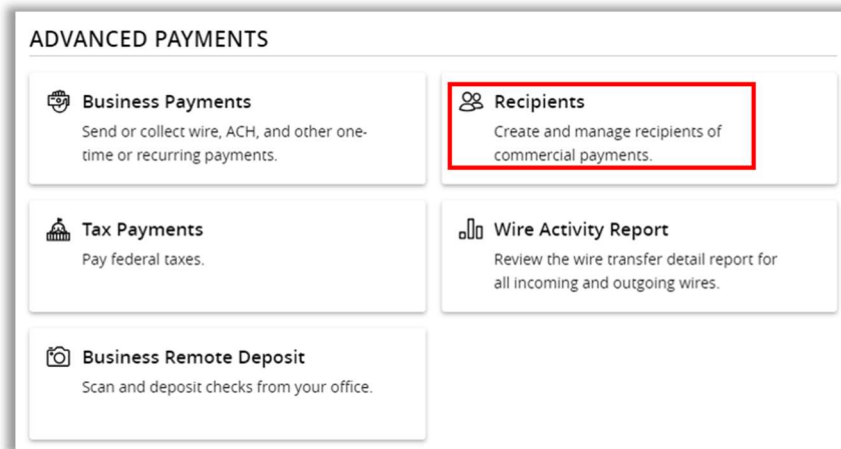 ADVANCED PAYMENTS
Business Payments
Send or collect wire, ACH, and other one-
time or recurring payments.
Recipients
Create and manage recipients of
commercial payments.
Tax Payments
Pay federal taxes.
Wire Activity Report
Review the wire transfer detail report for
all incoming and outgoing wires.
Business Remote Deposit
Scan and deposit checks from your office.